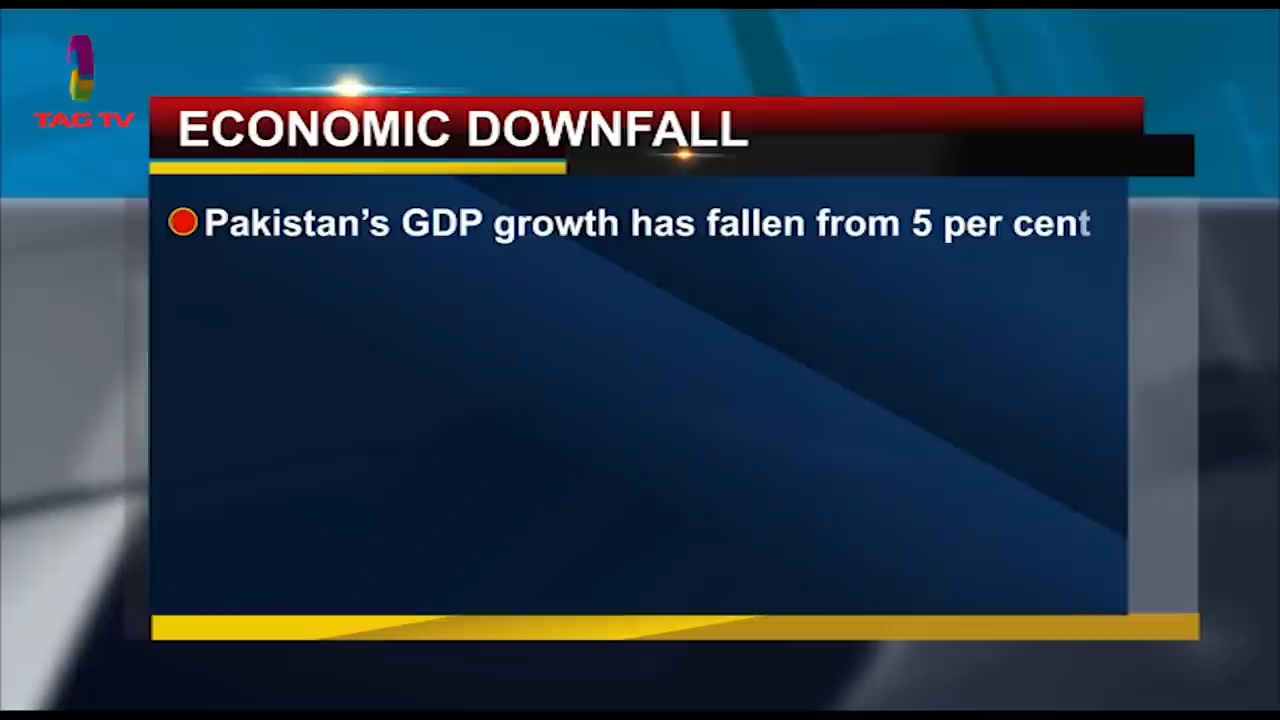 TAG TV
ECONOMIC DOWNFALL
Pakistan’s GDP growth has fallen from 5 per cent